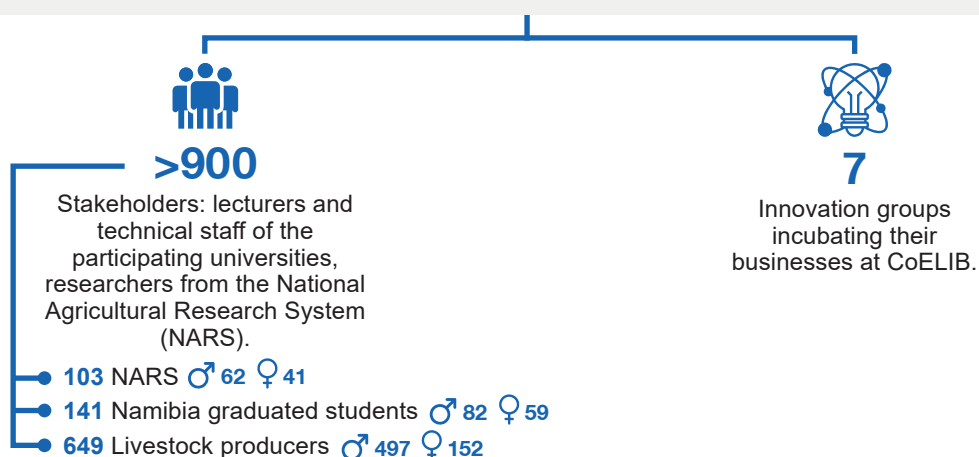 >900
Stakeholders: lecturers and
technical staff of the
participating universities,
researchers from the National
Agricultural Research System
(NARS).
103 NARS ♂ 62 ♀ 41
141 Namibia graduated students ♂ 82 ♀ 59
649 Livestock producers ♂ 497 ♀ 152
7
Innovation groups
incubating their
businesses at CoELIB.